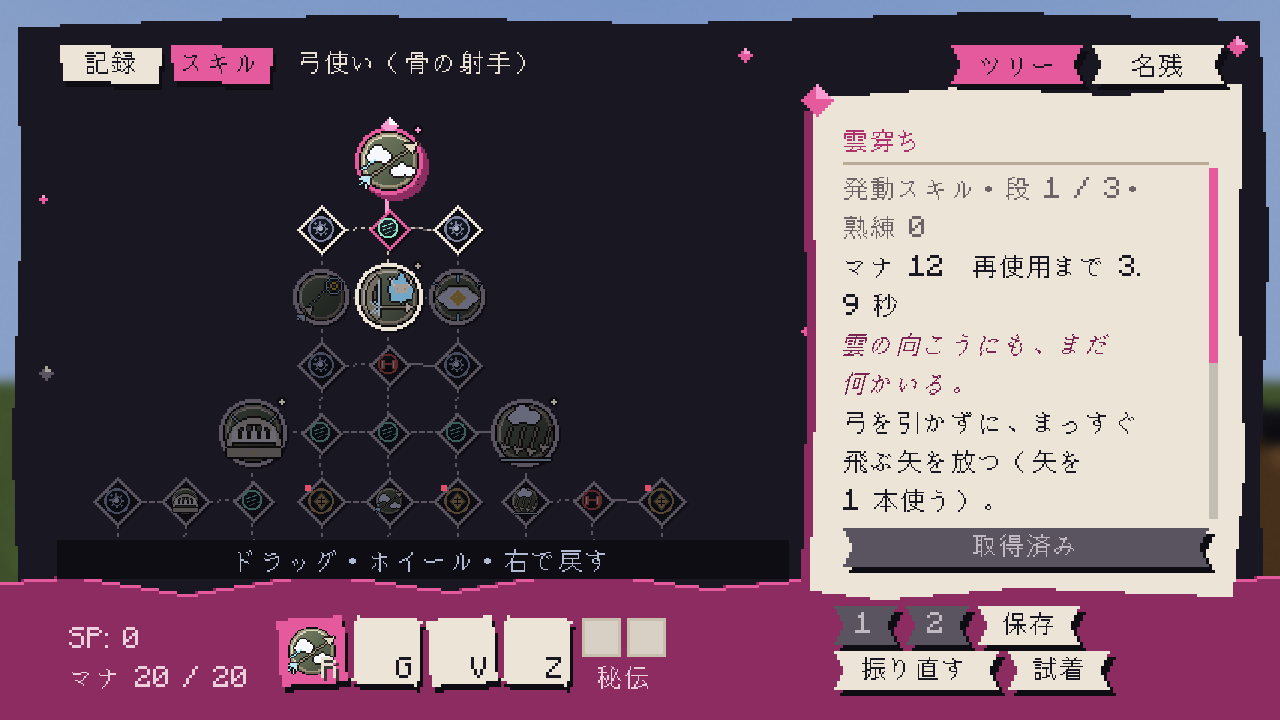 記録 スキル 弓使い（骨の射手） ツリー 名残
雲穿ち
発動スキル・段 1 / 3・
熟練 0
マナ 12 再使用まで 3.
9 秒
雲の向こうにも、まだ
何かいる。
弓を引かずに、まっすぐ
飛ぶ矢を放つ（矢を
1 本使う）。
取得済み
ドラッグ・ホイール・右で戻す
SP: 0
マナ 20 / 20
R G V Z
秘伝
1 2 保存
振り直す 試着